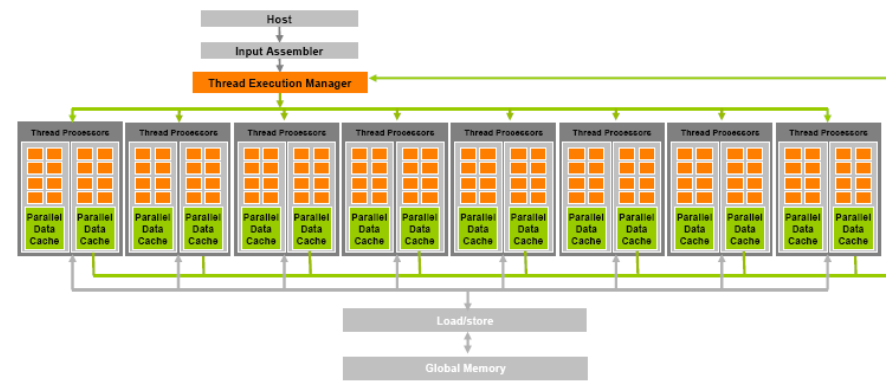 Host
Input Assembler
Thread Execution Manager
Thread Processors Thread Processors Thread Processors Thread Processors Thread Processors Thread Processors Thread Processors Thread Processors
Parallel Parallel Parallel Parallel Parallel Parallel Parallel Parallel Parallel Parallel Parallel Parallel Parallel Parallel Parallel Parallel
Data Data Data Data Data Data Data Data Data Data Data Data Data Data Data Data
Cache Cache Cache Cache Cache Cache Cache Cache Cache Cache Cache Cache Cache Cache Cache Cache
Load/store
Global Memory